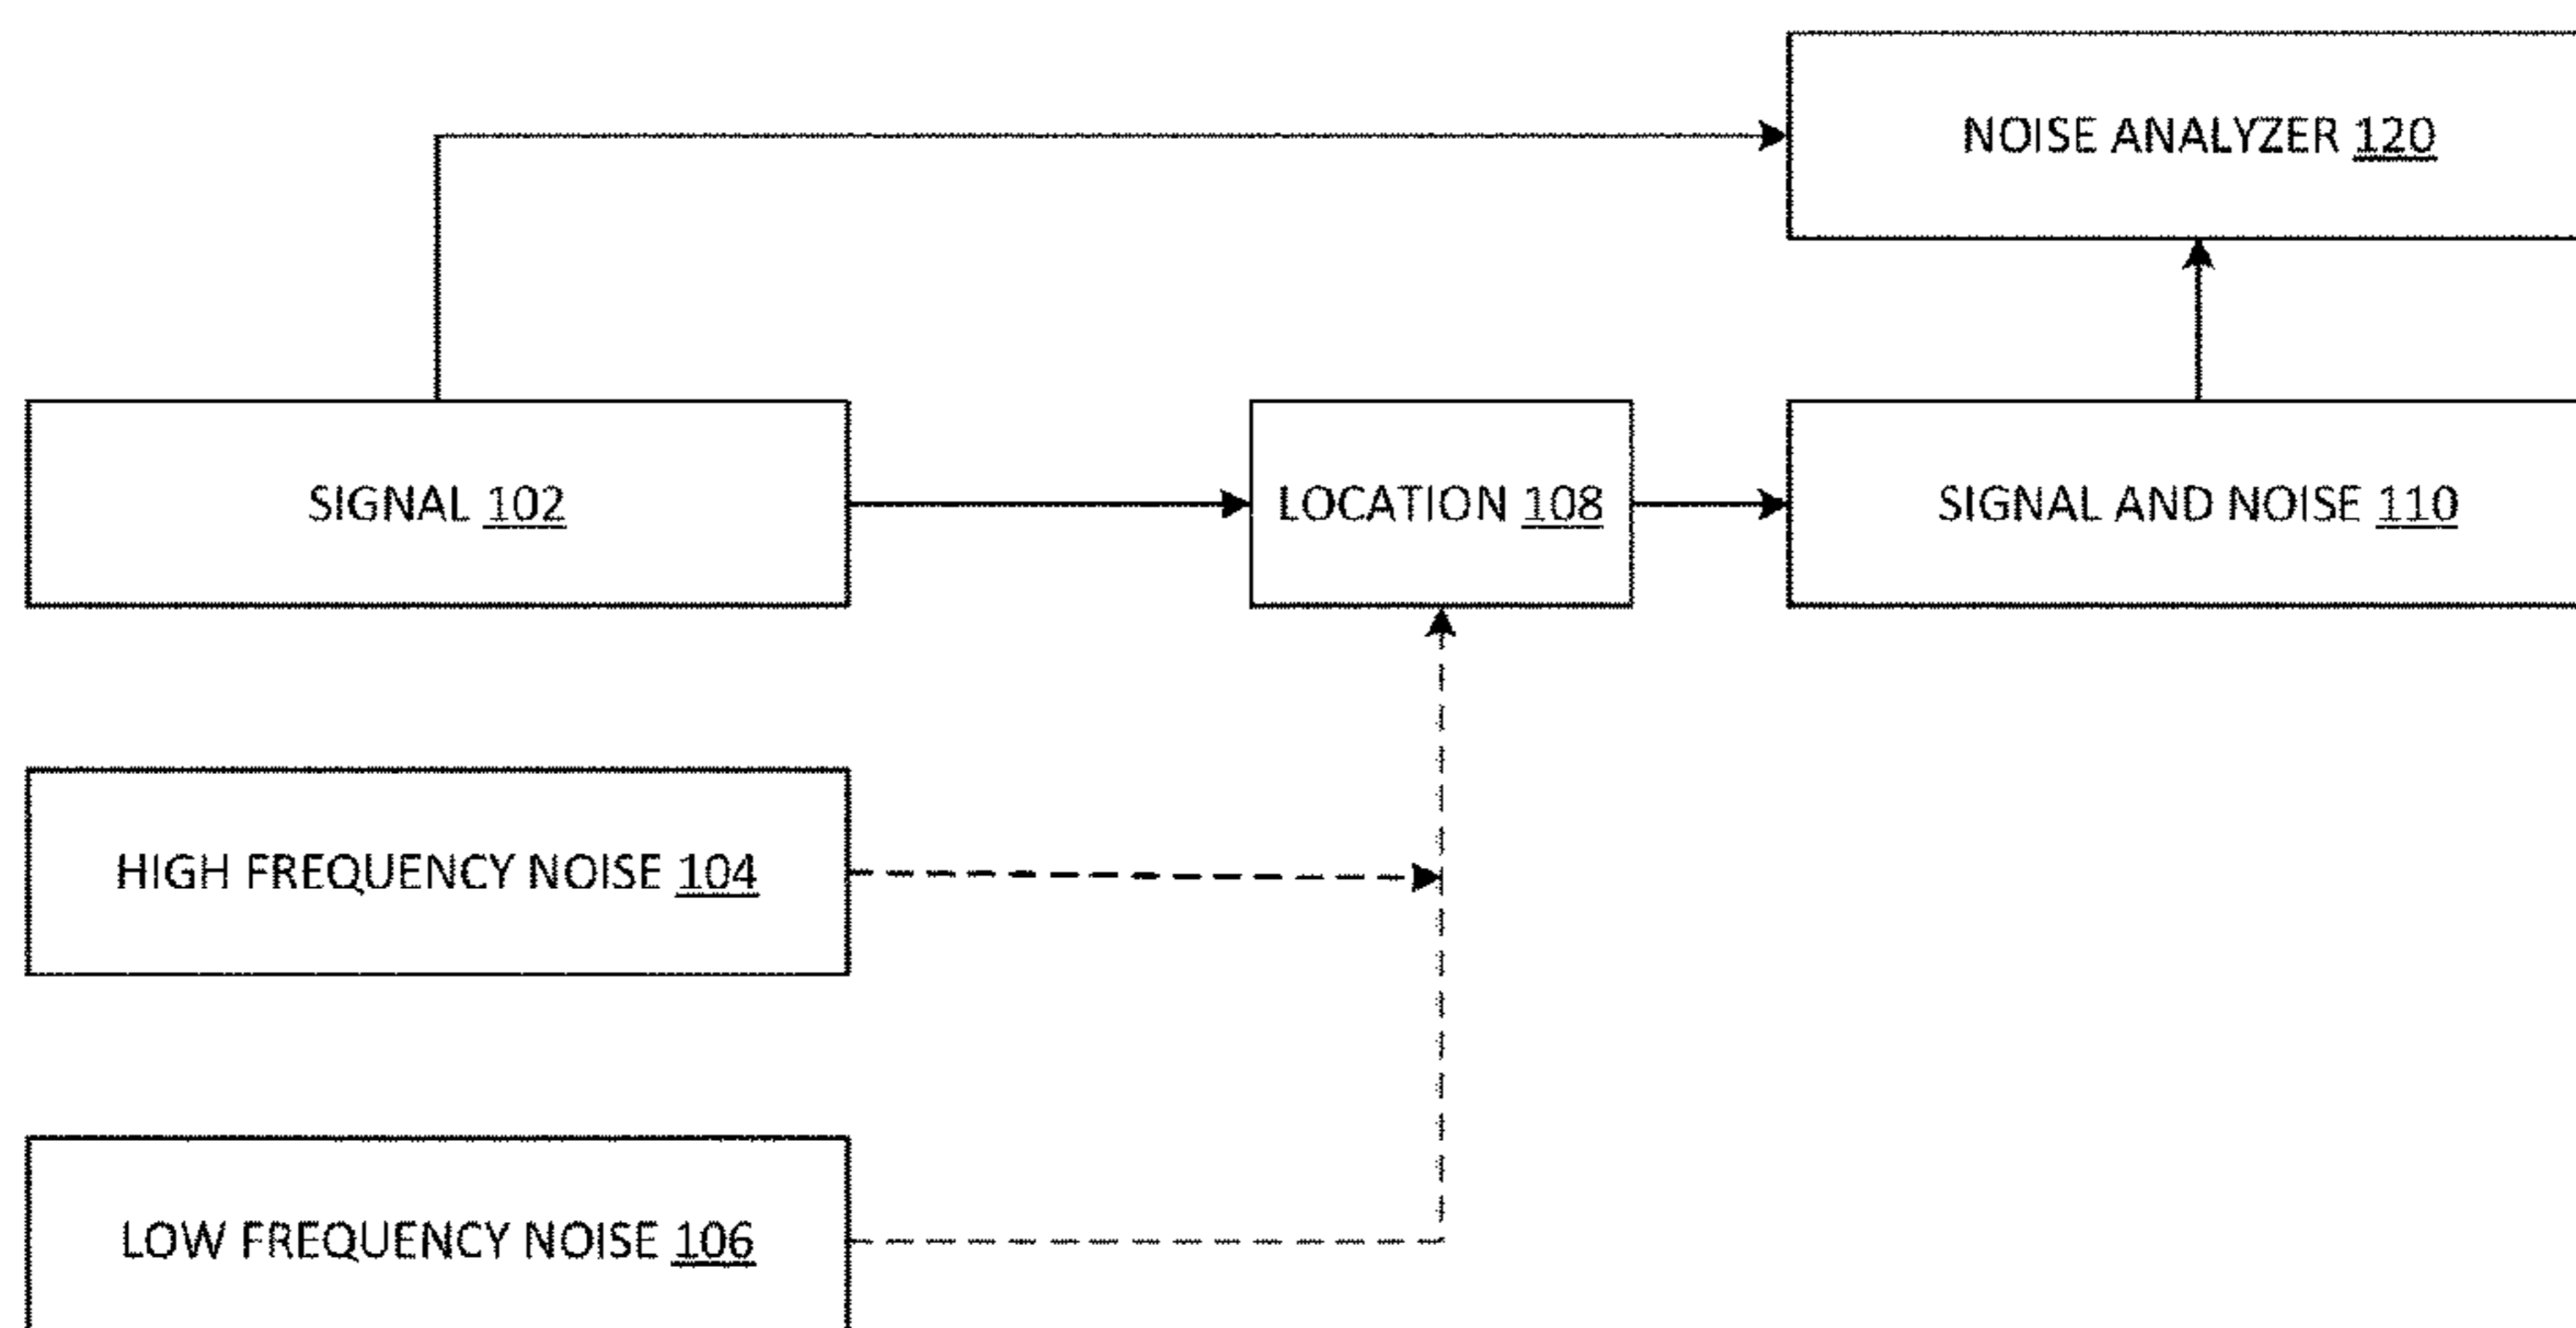 NOISE ANALYZER 120
SIGNAL 102
LOCATION 108
SIGNAL AND NOISE 110
HIGH FREQUENCY NOISE 104
LOW FREQUENCY NOISE 106